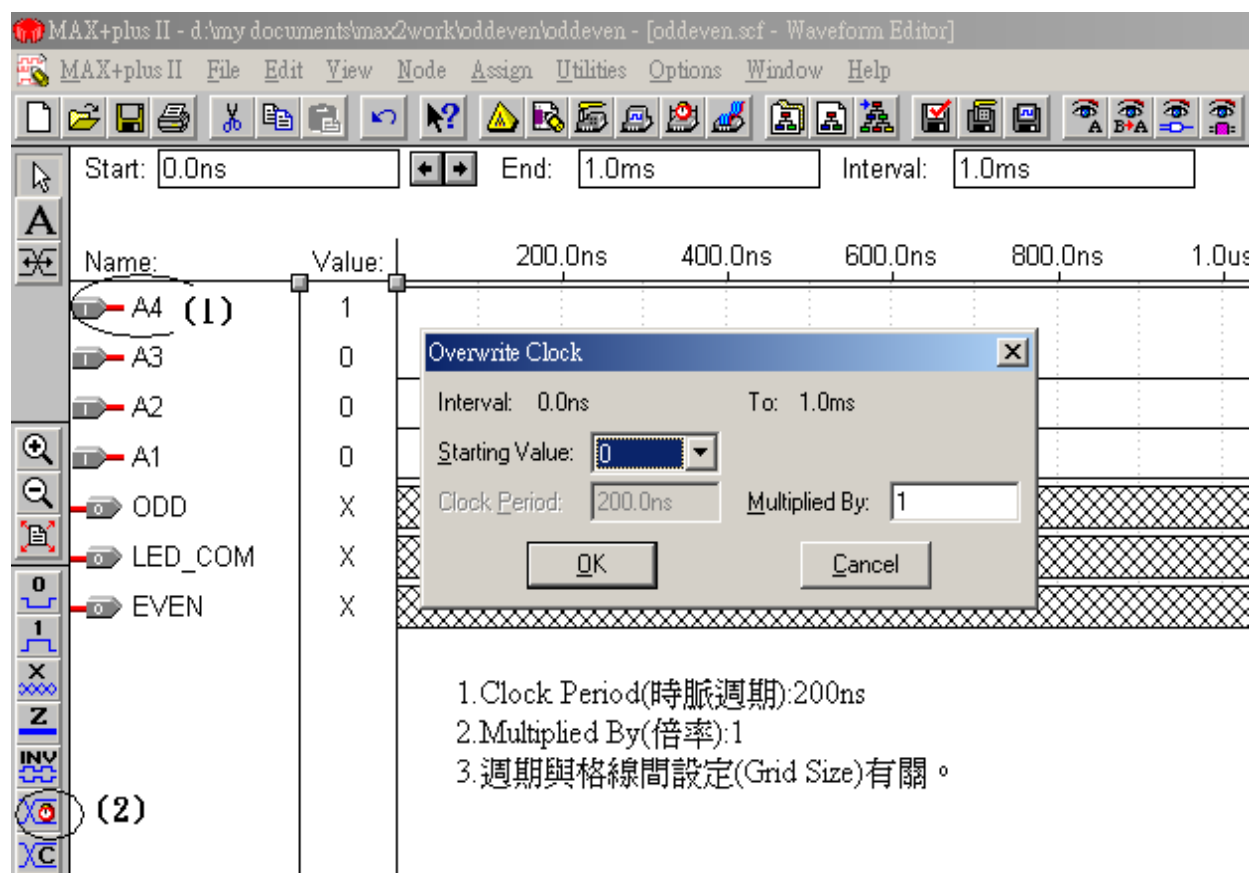 MAX+plus II - d:\my documents\max2work\oddeven\oddeven - [oddeven.scf - Waveform Editor]
MAX+plus II File Edit View Node Assign Utilities Options Window Help
Start: 0.0ns End: 1.0ms Interval: 1.0ms
A
Name: Value: 200.0ns 400.0ns 600.0ns 800.0ns 1.0us
A4 (1) 1
A3 0
A2 0
A1 0
ODD X
LED_COM X
EVEN X
Overwrite Clock
Interval: 0.0ns To: 1.0ms
Starting Value: 0
Clock Period: 200.0ns Multiplied By: 1
OK Cancel
0
1
X
Z
INV
(2)
C
1.Clock Period(時脈週期):200ns
2.Multiplied By(倍率):1
3.週期與格線間設定(Grid Size)有關。